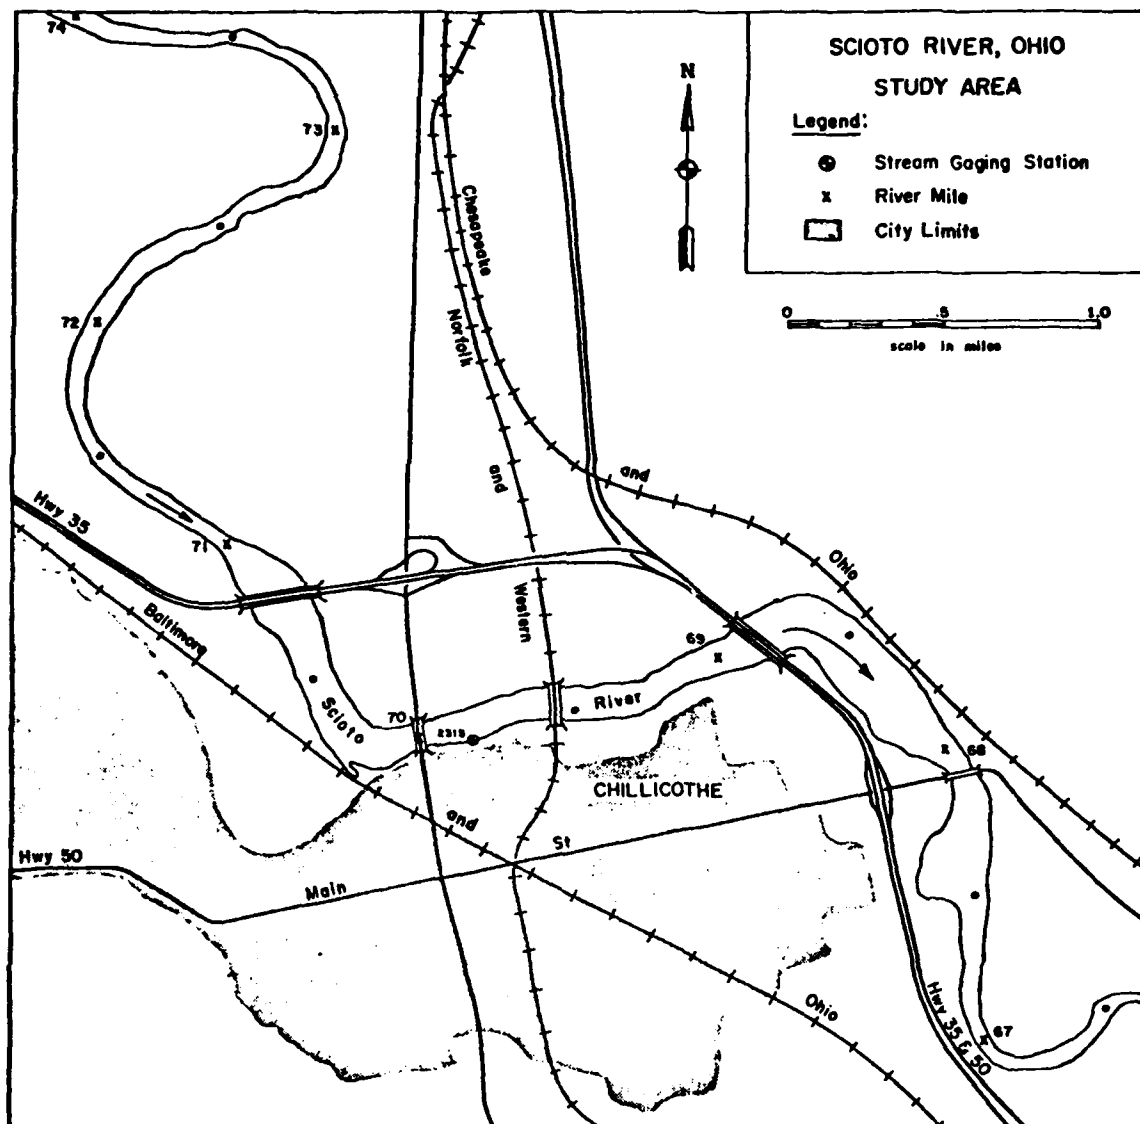 SCIOTO RIVER, OHIO
STUDY AREA
Legend:
Stream Gaging Station
x River Mile
City Limits
N
0 .5 1.0
scale in miles
74
73
72
71
Chesapeake
Norfolk
and
and
Hwy 35
Baltimore
Western
Ohio
69
Scioto
70
2315
River
68
CHILLICOTHE
and
St
Hwy 50
Main
Ohio
Hwy 35 & 50
67